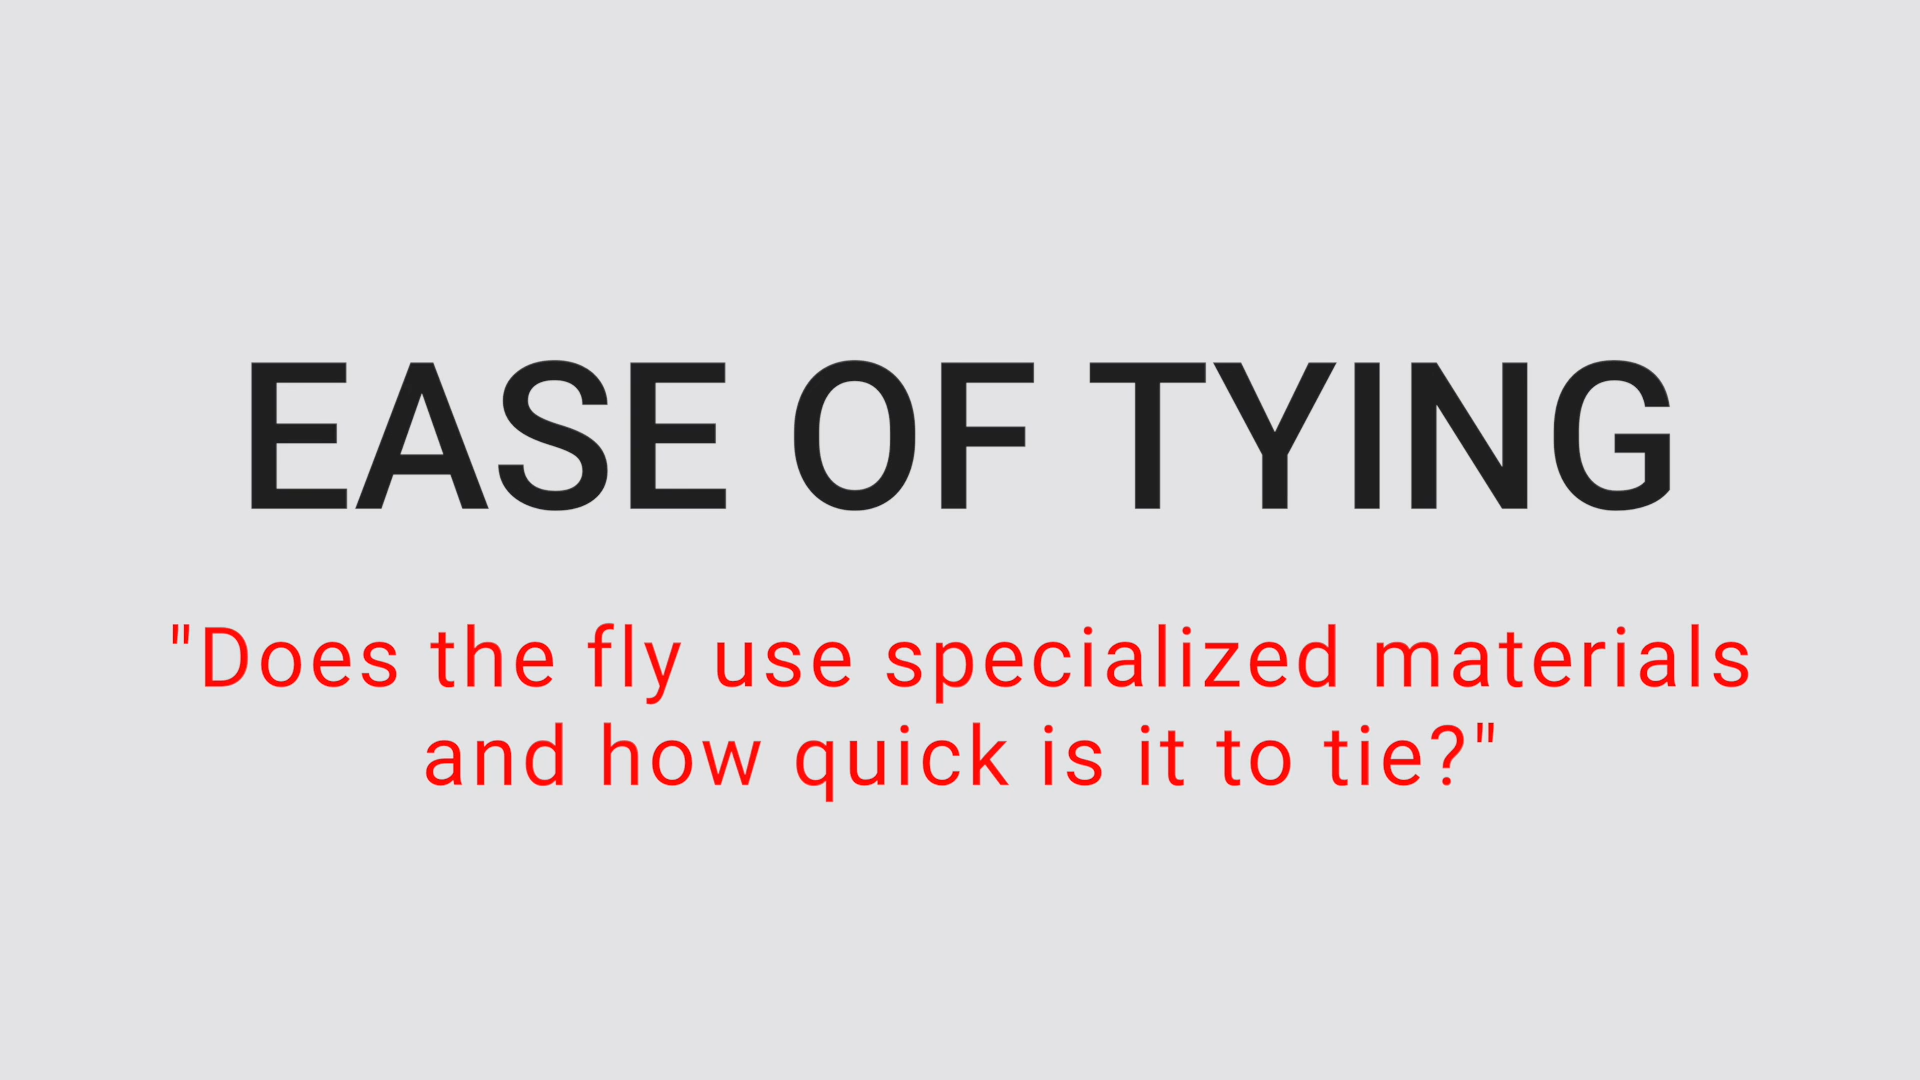 EASE OF TYING
"Does the fly use specialized materials
and how quick is it to tie?"